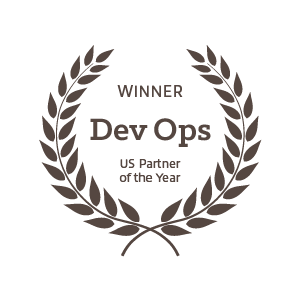 WINNER
Dev Ops
US Partner
of the Year